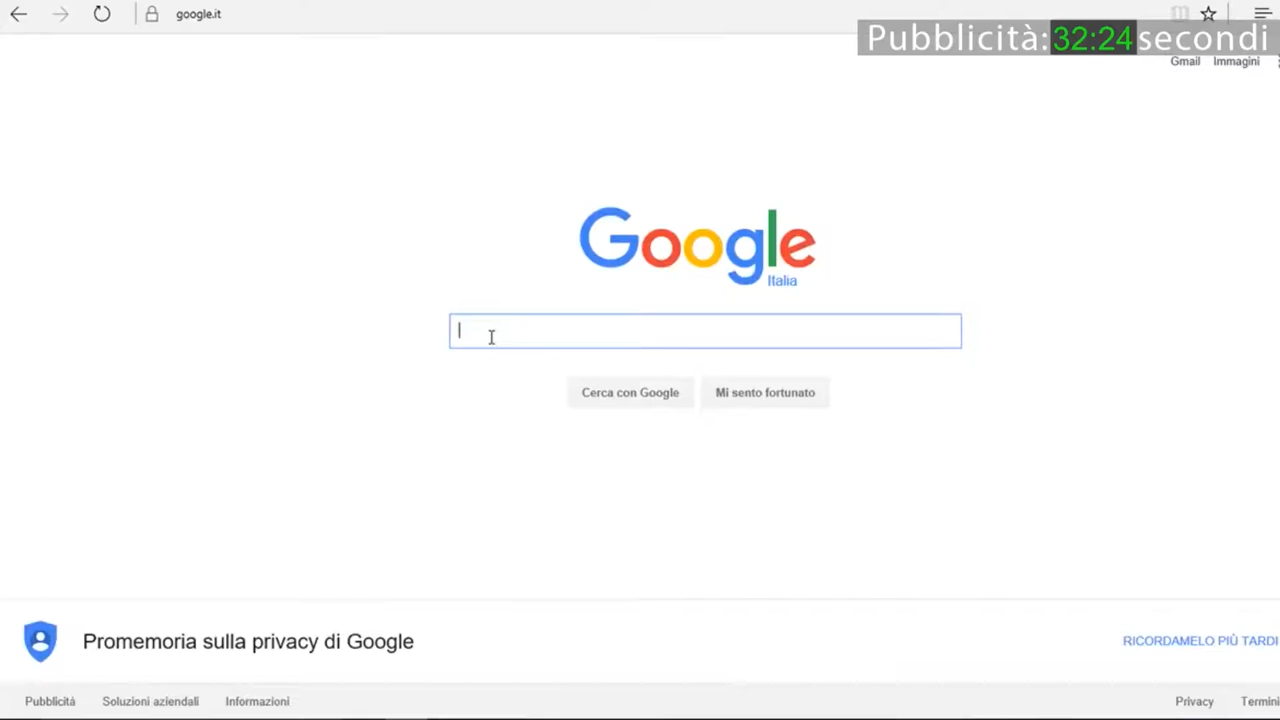 google.it
Pubblicità:32:24secondi
Gmail Immagini
Google
Italia
Cerca con Google Mi sento fortunato
Promemoria sulla privacy di Google
RICORDAMELO PIÙ TARDI
Pubblicità Soluzioni aziendali Informazioni Privacy Termini